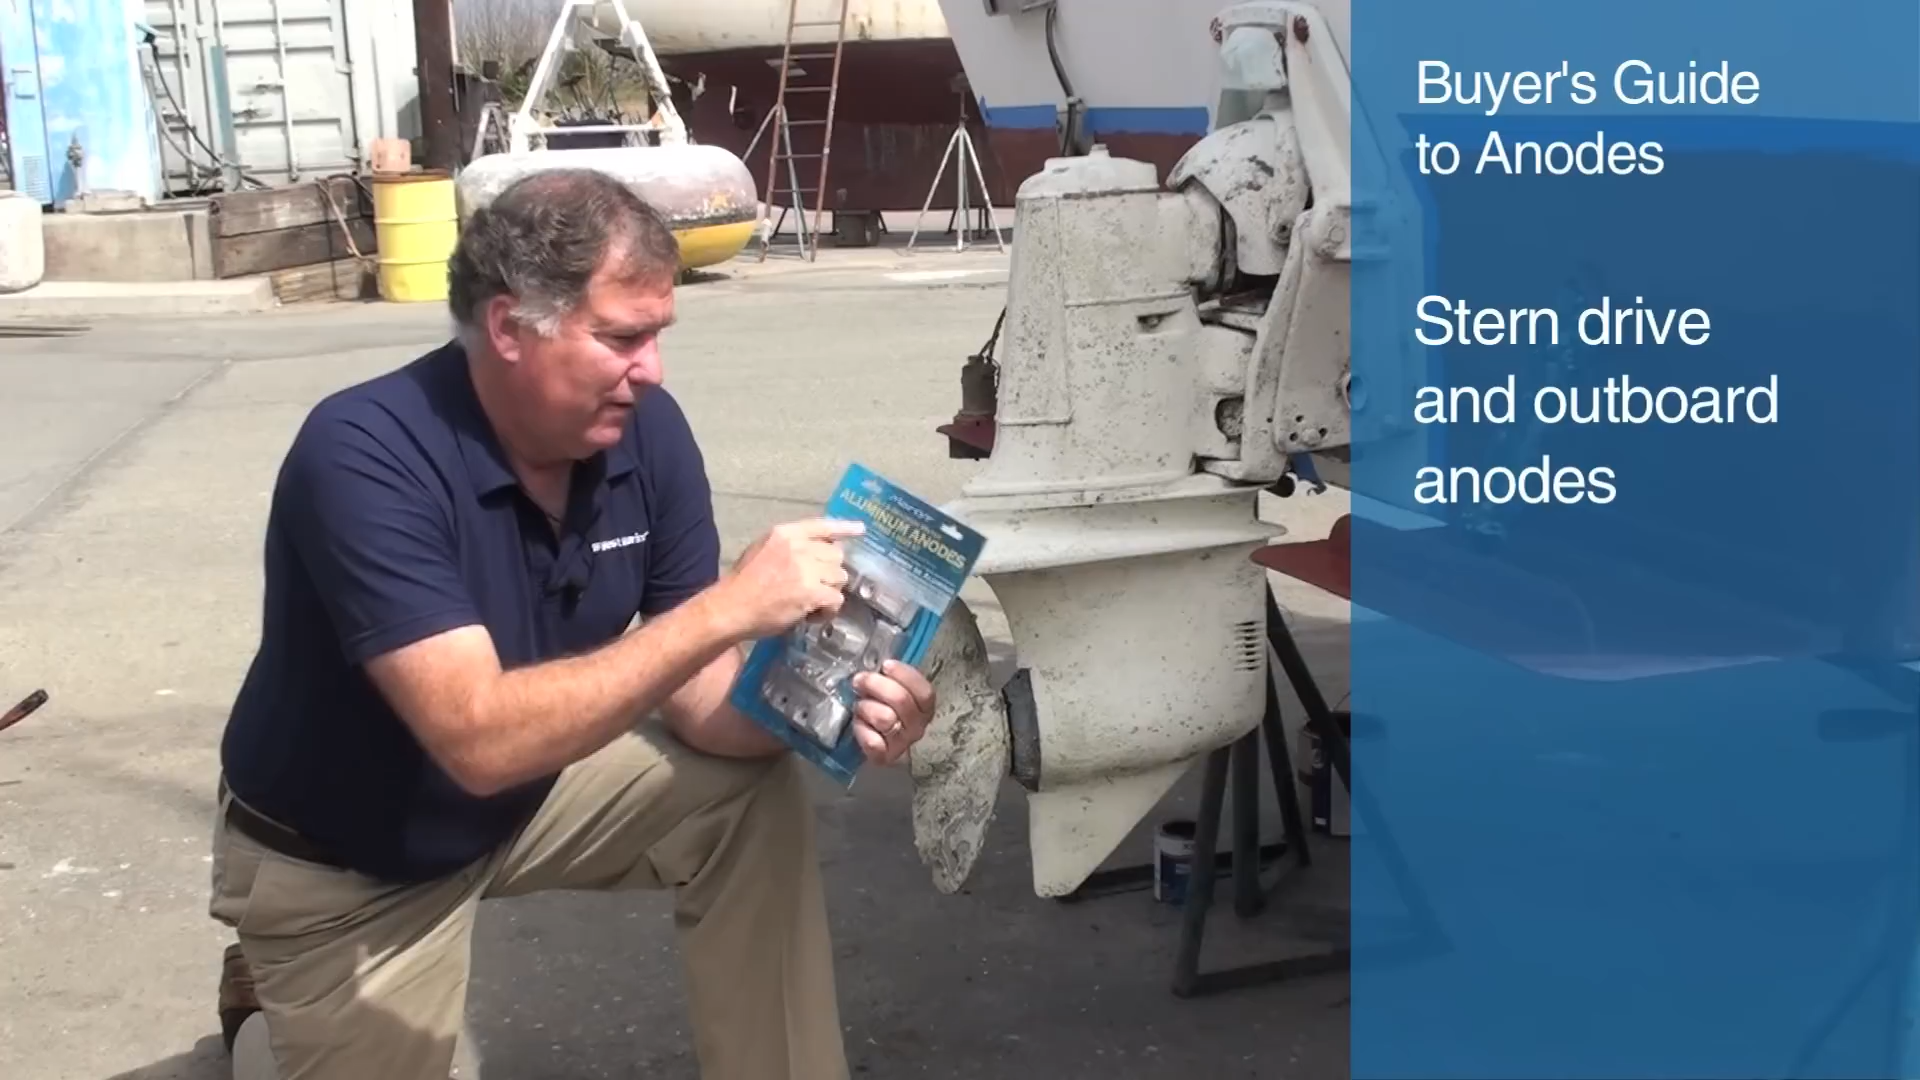 Buyer's Guide
to Anodes
Stern drive
and outboard
anodes
ALUMINUM ANODES